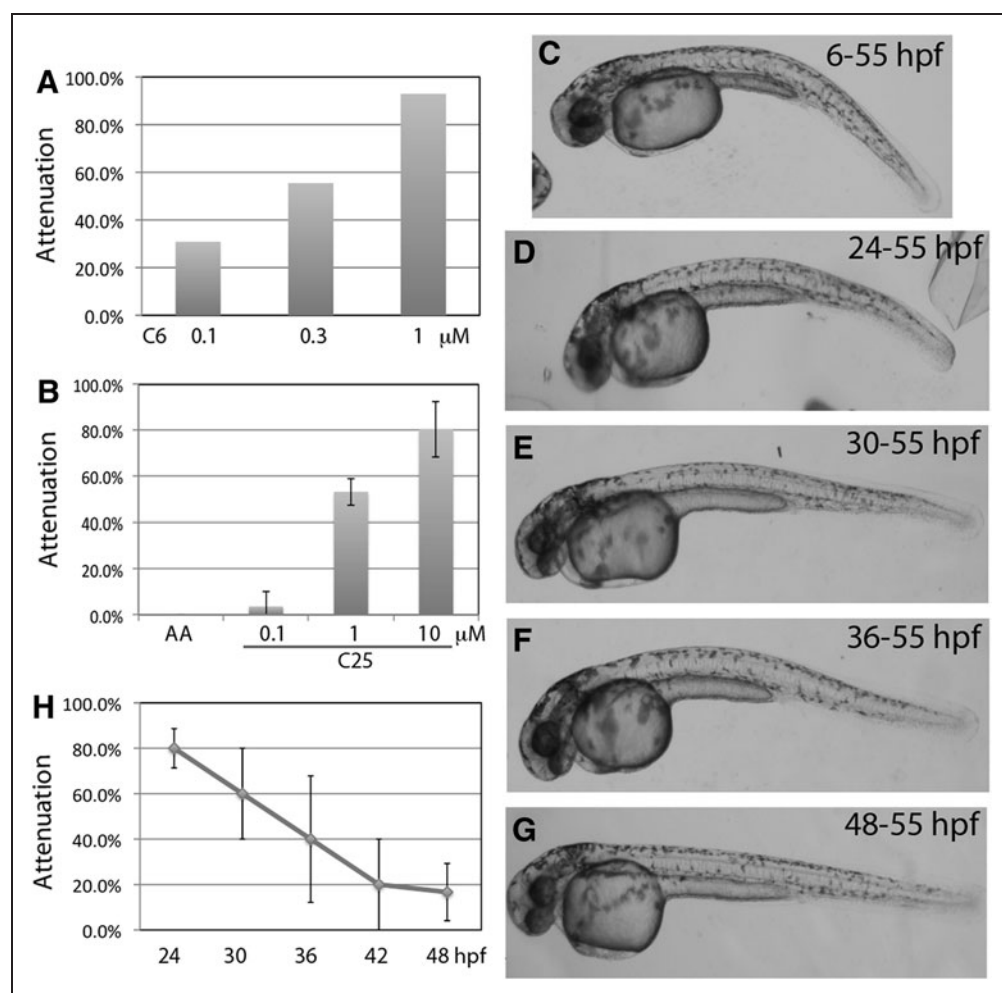 A
Attenuation
100.0%
80.0%
60.0%
40.0%
20.0%
0.0%
C6 0.1 0.3 1 μM
B
Attenuation
100.0%
80.0%
60.0%
40.0%
20.0%
0.0%
AA 0.1 1 10 μM
C25
H
Attenuation
100.0%
80.0%
60.0%
40.0%
20.0%
0.0%
24 30 36 42 48 hpf
C
6-55 hpf
D
24-55 hpf
E
30-55 hpf
F
36-55 hpf
G
48-55 hpf